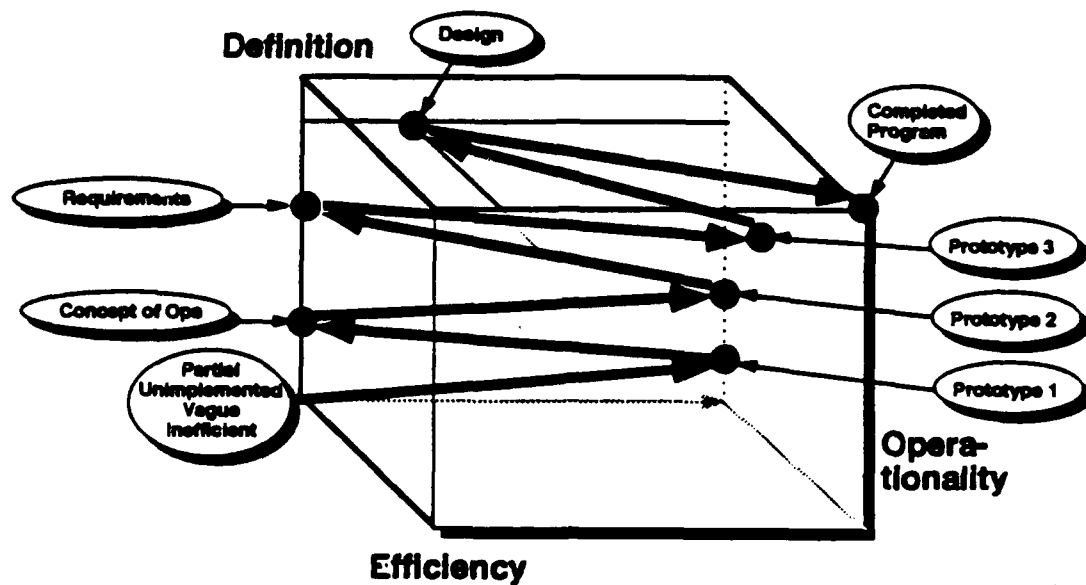 Design
Definition
Completed
Program
Requirements
Prototype 3
Concept of Ops
Prototype 2
Partial
Unimplemented
Vague
Inefficient
Prototype 1
Opera-
tionality
Efficiency